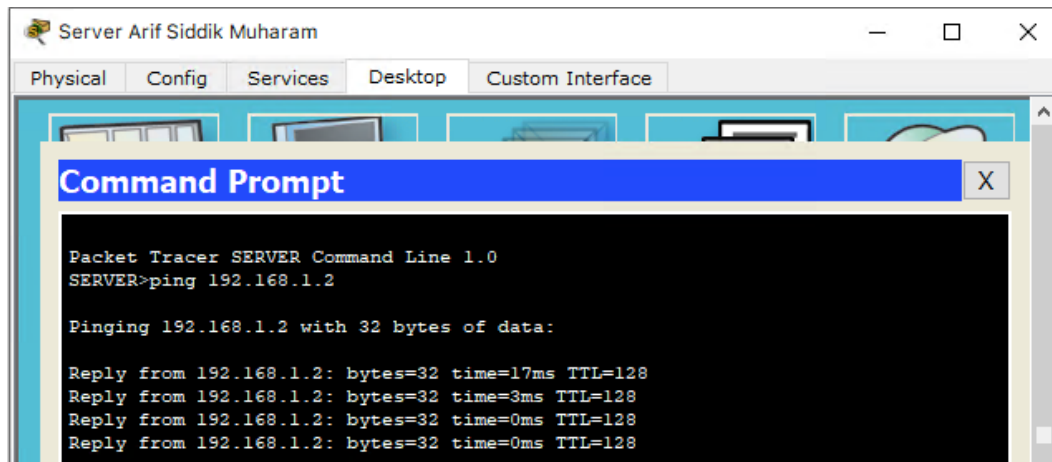 Server Arif Siddik Muharam
Physical Config Services Desktop Custom Interface
Command Prompt X
Packet Tracer SERVER Command Line 1.0
SERVER>ping 192.168.1.2
Pinging 192.168.1.2 with 32 bytes of data:
Reply from 192.168.1.2: bytes=32 time=17ms TTL=128
Reply from 192.168.1.2: bytes=32 time=3ms TTL=128
Reply from 192.168.1.2: bytes=32 time=0ms TTL=128
Reply from 192.168.1.2: bytes=32 time=0ms TTL=128